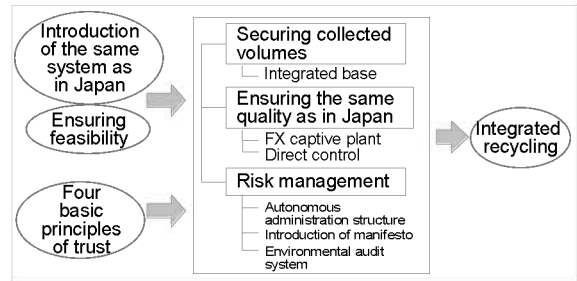 Introduction
of the same
system as
in Japan
Ensuring
feasibility
Four
basic
principles
of trust
Securing collected
volumes
Integrated base
Ensuring the same
quality as in Japan
FX captive plant
Direct control
Risk management
Autonomous
administration structure
Introduction of manifesto
Environmental audit
system
Integrated
recycling